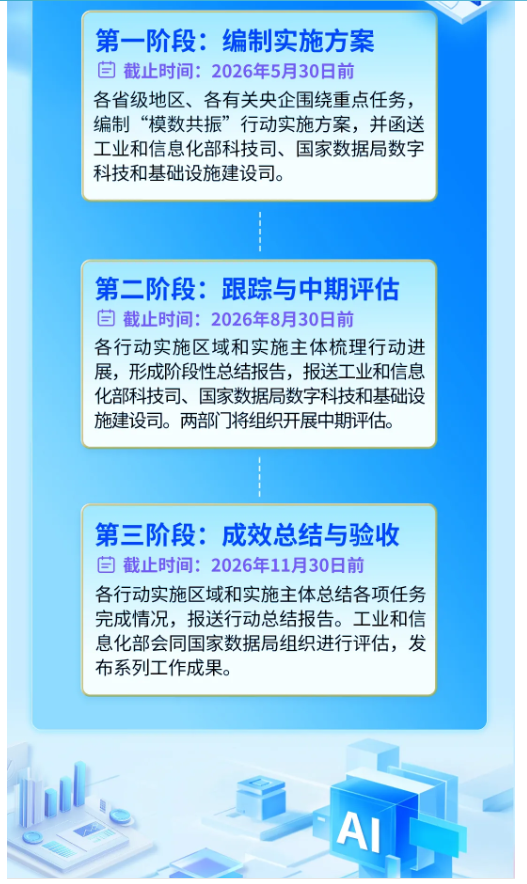 第一阶段：编制实施方案
截止时间：2026年5月30日前
各省级地区、各有关央企围绕重点任务，
编制“模数共振”行动实施方案，并函送
工业和信息化部科技司、国家数据局数字
科技和基础设施建设司。
第二阶段：跟踪与中期评估
截止时间：2026年8月30日前
各行动实施区域和实施主体梳理行动进
展，形成阶段性总结报告，报送工业和信息
化部科技司、国家数据局数字科技和基础设
施建设司。两部门将组织开展中期评估。
第三阶段：成效总结与验收
截止时间：2026年11月30日前
各行动实施区域和实施主体总结各项任务
完成情况，报送行动总结报告。工业和信
息化部会同国家数据局组织进行评估，发
布系列工作成果。
AI